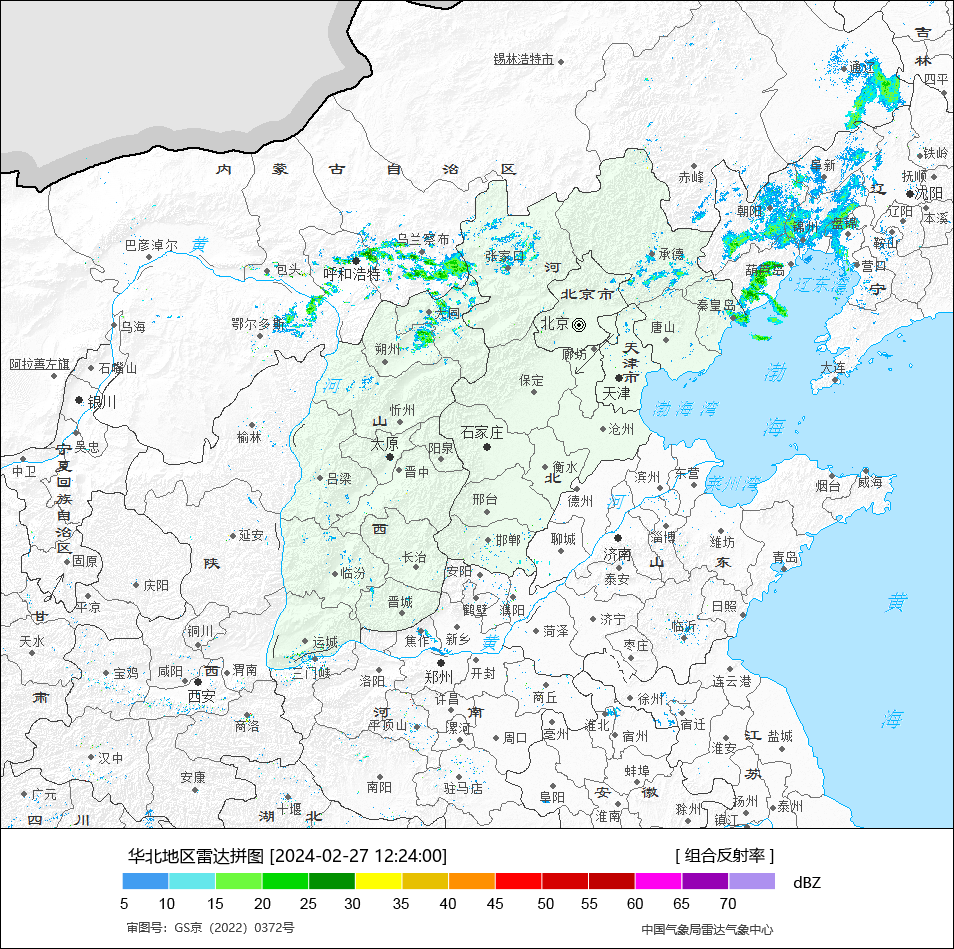 吉
林
锡林浩特市
通辽
四平
内 蒙 古 自 治 区
赤峰
阜新
铁岭
抚顺
辽
沈阳
朝阳
辽阳
本溪
锦州
盘锦
鞍山
巴彦淖尔
黄
乌兰察布
张家口
承德
河
包头
呼和浩特
葫芦岛
营口
辽东湾
宁
北京市
秦皇岛
鄂尔多斯
大同
北京
唐山
乌海
朔州
廊坊
天
津
市
阿拉善左旗
石嘴山
保定
天津
渤
大连
河
银川
忻州
渤海湾
山
沧州
海
榆林
太原
阳泉
石家庄
吴忠
宁
夏
回
族
自
治
区
中卫
晋中
吕梁
衡水
北
滨州
东营
莱州湾
烟台
威海
德州
河
邢台
西
延安
邯郸
聊城
济南
淄博
潍坊
青岛
固原
陕
长治
安阳
山
东
泰安
临汾
庆阳
平凉
晋城
鹤壁
濮阳
日照
黄
甘
铜川
运城
焦作
新乡
黄
菏泽
济宁
临沂
枣庄
天水
宝鸡
咸阳
西
渭南
三门峡
洛阳
郑州
开封
连云港
肃
西安
商丘
许昌
徐州
商洛
河
南
平顶山
漯河
周口
亳州
淮北
宿州
宿迁
江
海
淮安
盐城
汉中
安康
南阳
驻马店
蚌埠
苏
广元
十堰
阜阳
安
徽
扬州
泰州
滁州
四
川
湖
北
淮南
镇江
华北地区雷达拼图 [2024-02-27 12:24:00]
[ 组合反射率 ]
5 10 15 20 25 30 35 40 45 50 55 60 65 70 dBZ
审图号：GS京（2022）0372号
中国气象局雷达气象中心